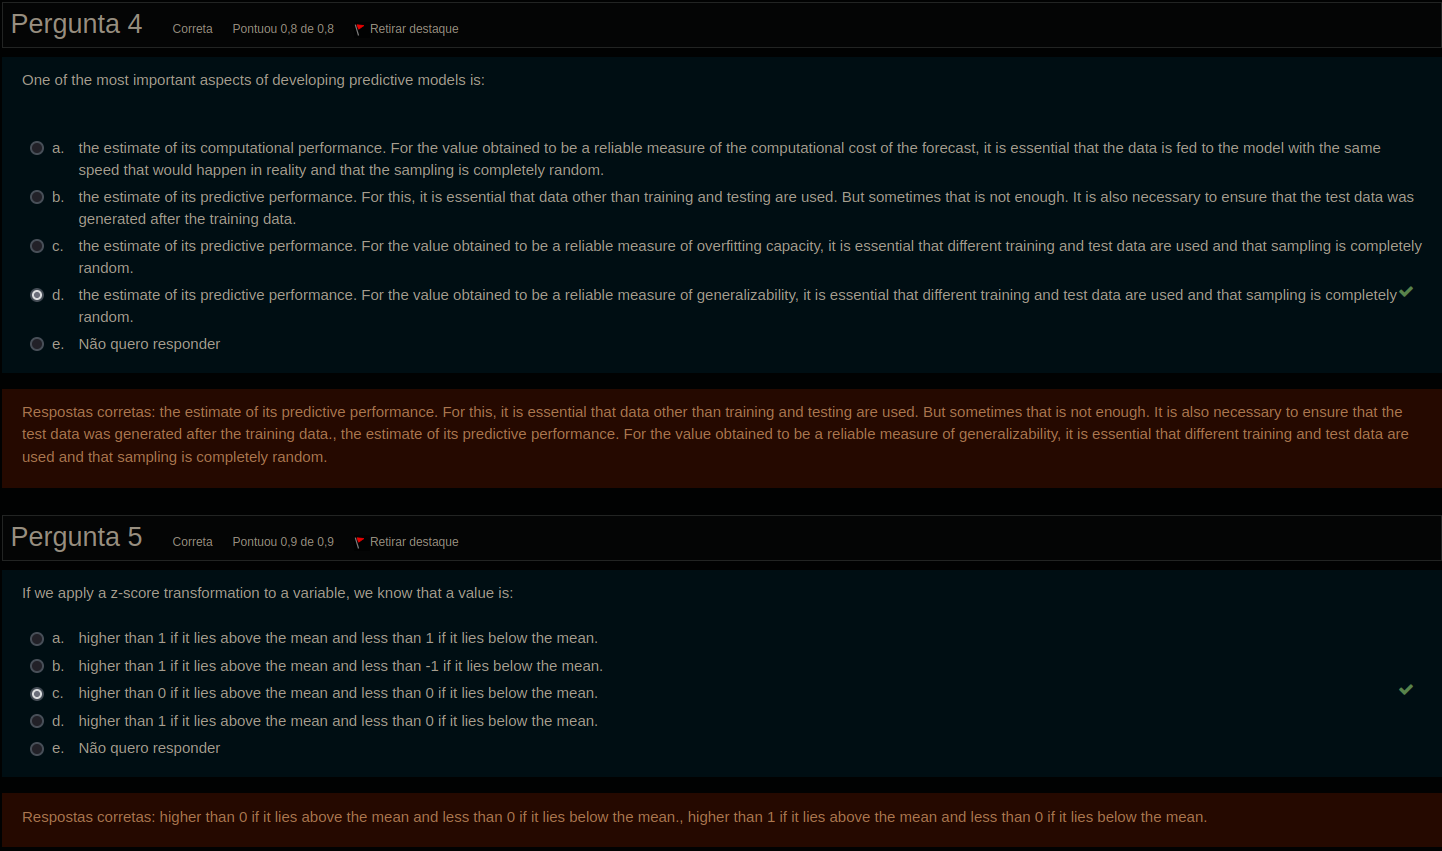 Pergunta 4 Correta Pontuou 0,8 de 0,8 Retirar destaque
One of the most important aspects of developing predictive models is:
a. the estimate of its computational performance. For the value obtained to be a reliable measure of the computational cost of the forecast, it is essential that the data is fed to the model with the same
speed that would happen in reality and that the sampling is completely random.
b. the estimate of its predictive performance. For this, it is essential that data other than training and testing are used. But sometimes that is not enough. It is also necessary to ensure that the test data was
generated after the training data.
c. the estimate of its predictive performance. For the value obtained to be a reliable measure of overfitting capacity, it is essential that different training and test data are used and that sampling is completely
random.
d. the estimate of its predictive performance. For the value obtained to be a reliable measure of generalizability, it is essential that different training and test data are used and that sampling is completely
random.
e. Não quero responder
Respostas corretas: the estimate of its predictive performance. For this, it is essential that data other than training and testing are used. But sometimes that is not enough. It is also necessary to ensure that the
test data was generated after the training data., the estimate of its predictive performance. For the value obtained to be a reliable measure of generalizability, it is essential that different training and test data are
used and that sampling is completely random.
Pergunta 5 Correta Pontuou 0,9 de 0,9 Retirar destaque
If we apply a z-score transformation to a variable, we know that a value is:
a. higher than 1 if it lies above the mean and less than 1 if it lies below the mean.
b. higher than 1 if it lies above the mean and less than -1 if it lies below the mean.
c. higher than 0 if it lies above the mean and less than 0 if it lies below the mean.
d. higher than 1 if it lies above the mean and less than 0 if it lies below the mean.
e. Não quero responder
Respostas corretas: higher than 0 if it lies above the mean and less than 0 if it lies below the mean., higher than 1 if it lies above the mean and less than 0 if it lies below the mean.